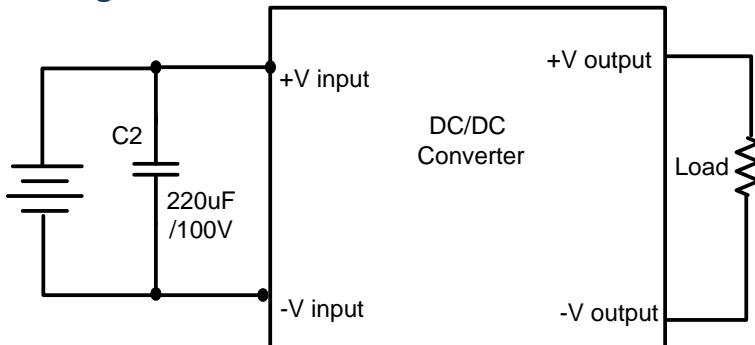 +V input
+V output
C2
DC/DC
Converter
Load
220uF
/100V
-V input
-V output